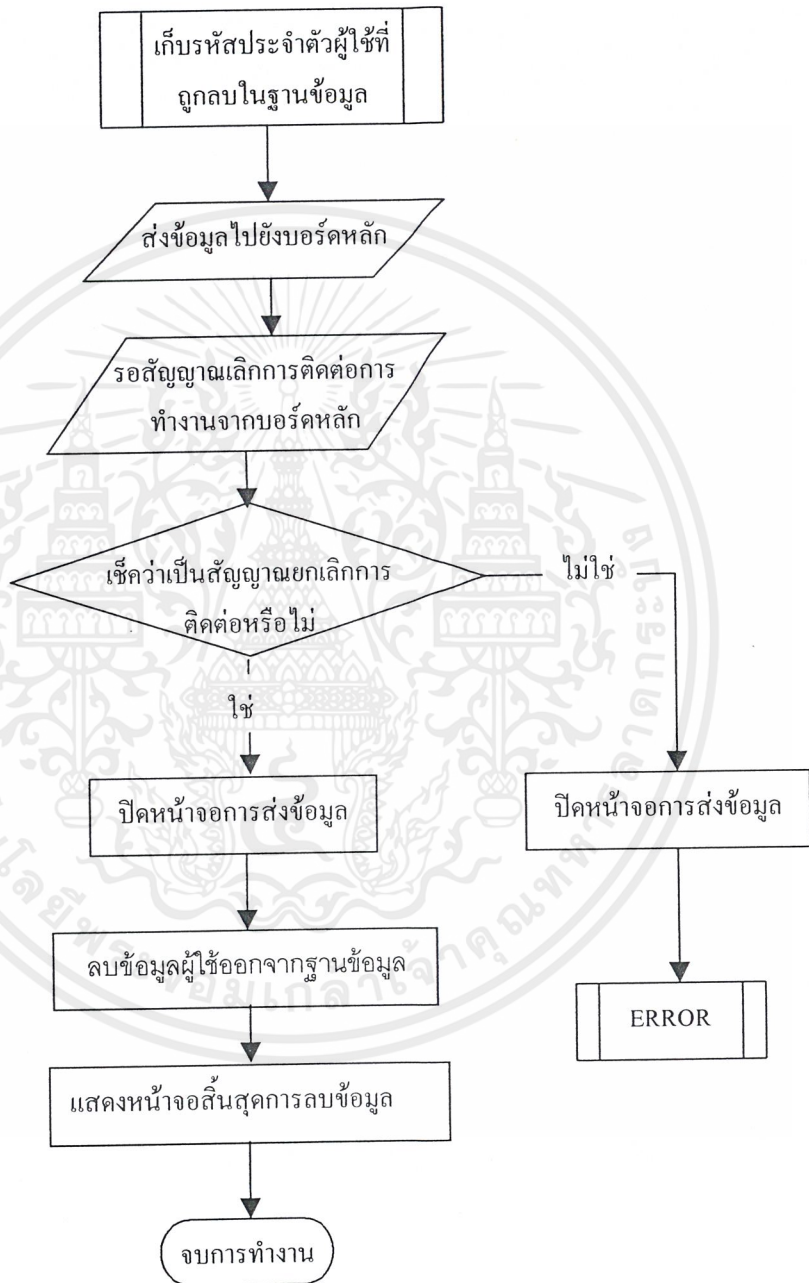 เก็บรหัสประจำตัวผู้ใช้ที่
ถูกลบในฐานข้อมูล
ส่งข้อมูลไปยังบอร์ดหลัก
รอสัญญาณเลิกการติดต่อการ
ทำงานจากบอร์ดหลัก
เช็คว่าเป็นสัญญาณยกเลิกการ
ติดต่อหรือไม่
ไม่ใช่
ใช่
ปิดหน้าจอการส่งข้อมูล
ปิดหน้าจอการส่งข้อมูล
ลบข้อมูลผู้ใช้ออกจากฐานข้อมูล
ERROR
แสดงหน้าจอสิ้นสุดการลบข้อมูล
จบการทำงาน